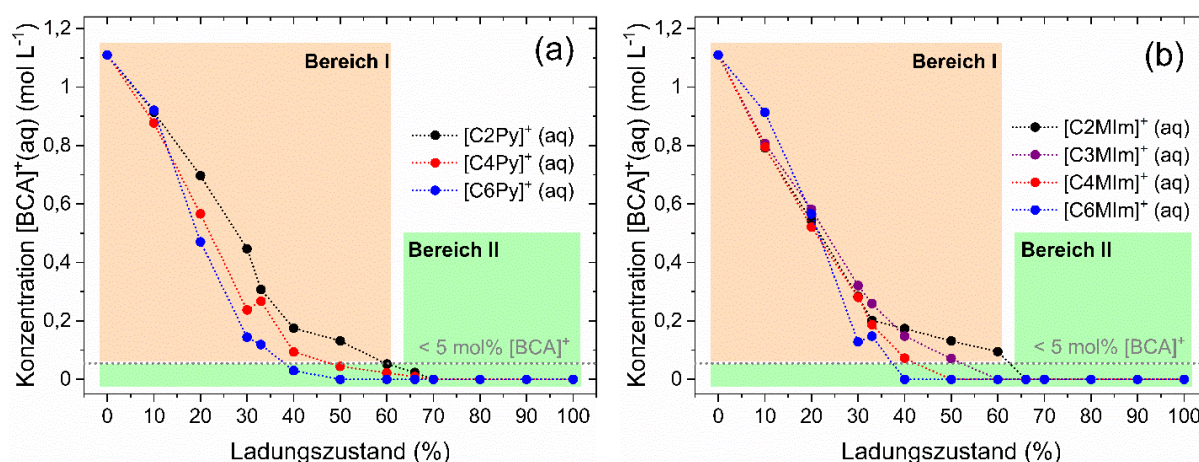 (a)
Konzentration [BCA]⁺(aq) (mol L⁻¹)
1,2
1
0,8
0,6
0,4
0,2
0
Bereich I
[C2Py]⁺ (aq)
[C4Py]⁺ (aq)
[C6Py]⁺ (aq)
Bereich II
< 5 mol% [BCA]⁺
0 10 20 30 40 50 60 70 80 90 100
Ladungszustand (%)
(b)
Konzentration [BCA]⁺(aq) (mol L⁻¹)
1,2
1
0,8
0,6
0,4
0,2
0
Bereich I
[C2MIm]⁺ (aq)
[C3MIm]⁺ (aq)
[C4MIm]⁺ (aq)
[C6MIm]⁺ (aq)
Bereich II
< 5 mol% [BCA]⁺
0 10 20 30 40 50 60 70 80 90 100
Ladungszustand (%)